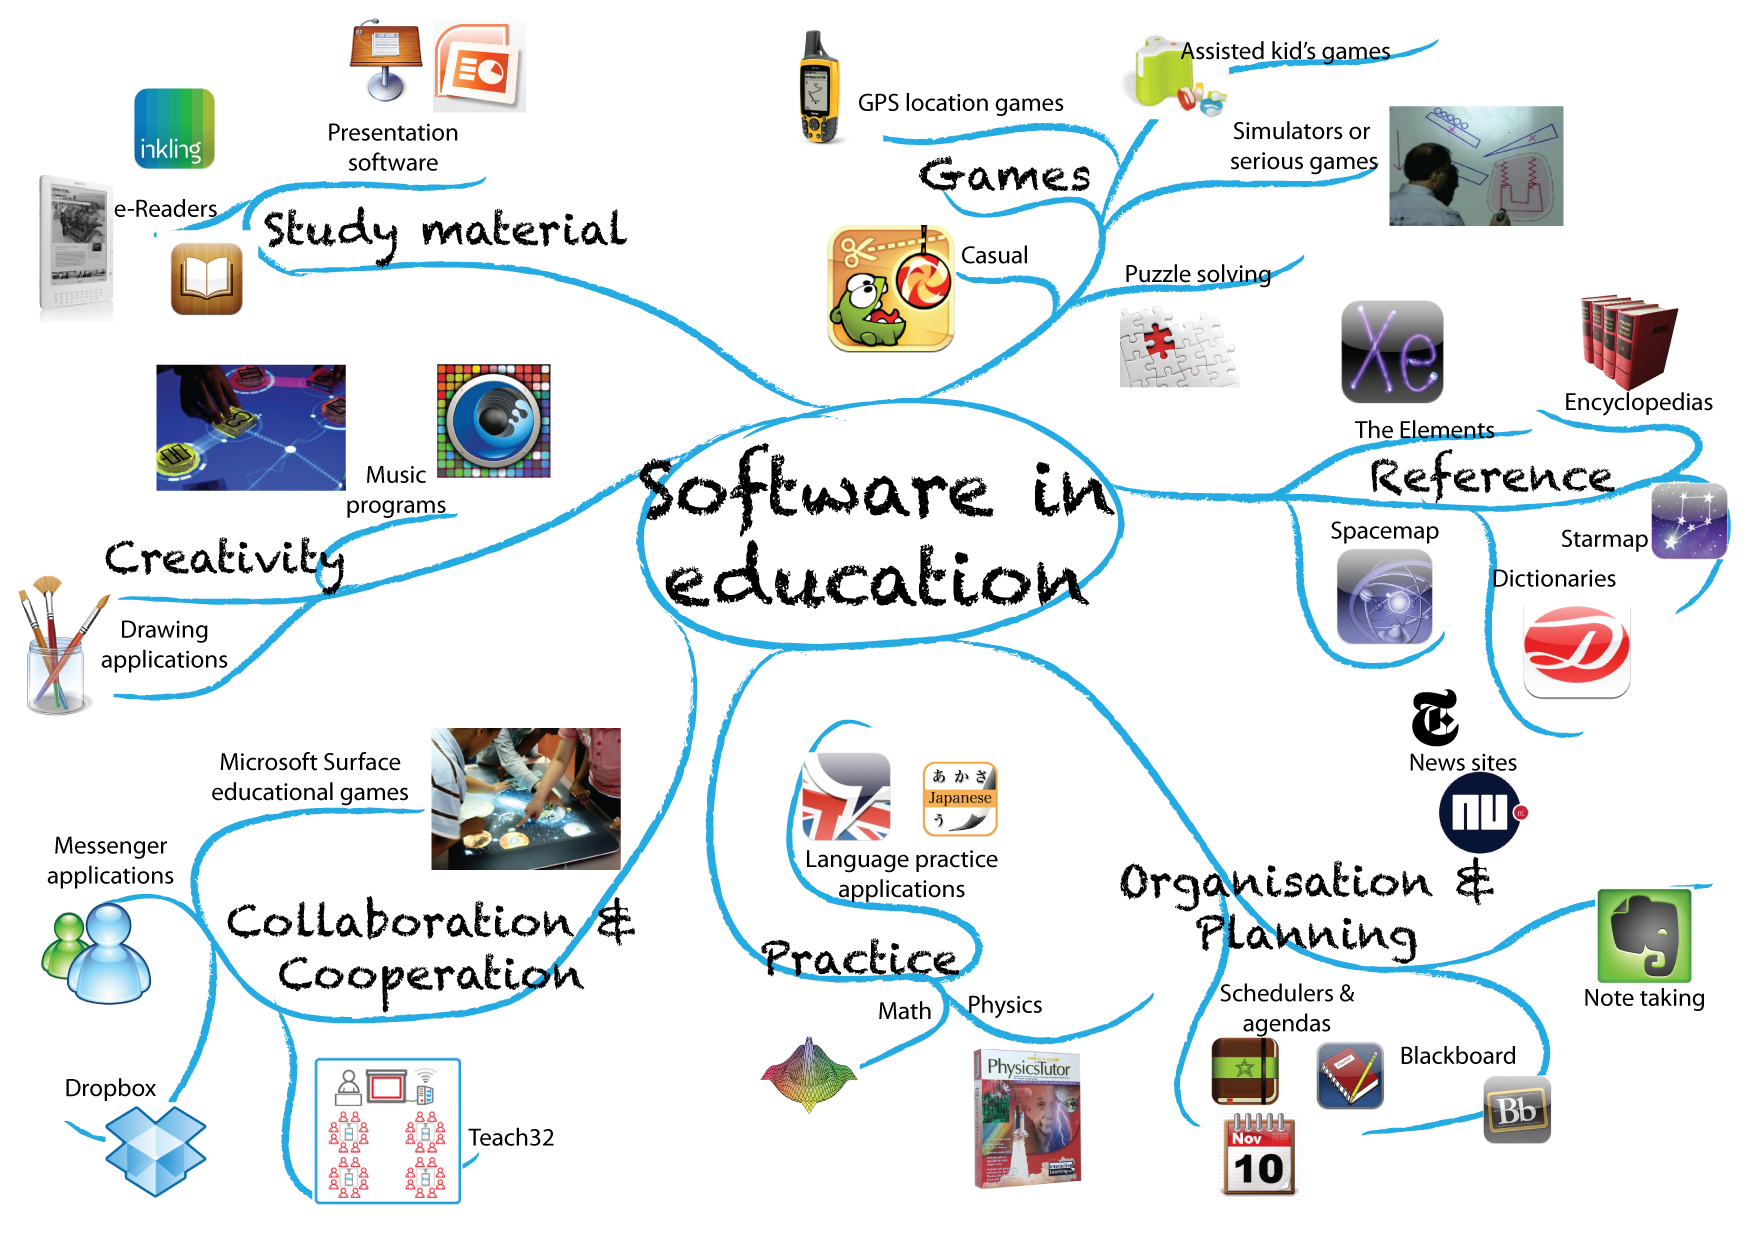 Software in
education
Study material
Presentation
software
e-Readers
inkling
Games
GPS location games
Assisted kid's games
Simulators or
serious games
Casual
Puzzle solving
Reference
Xe
The Elements
Encyclopedias
Spacemap
Starmap
Dictionaries
D
News sites
NU
nl
Creativity
Music
programs
Drawing
applications
Collaboration &
Cooperation
Microsoft Surface
educational games
Messenger
applications
Dropbox
Teach32
Practice
あかさ
Japanese
う
Language practice
applications
Math
Physics
PhysicsTutor
Organisation &
Planning
Schedulers &
agendas
Nov
10
Blackboard
Bb
Note taking